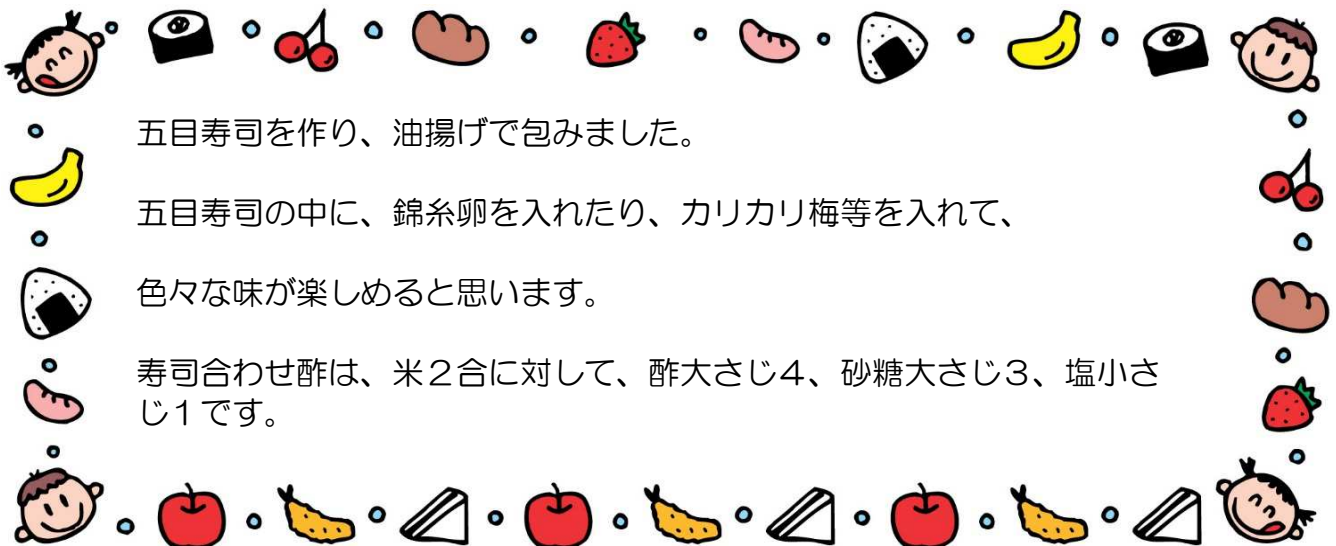 五目寿司を作り、油揚げで包みました。
五目寿司の中に、錦糸卵を入れたり、カリカリ梅等を入れて、
色々な味が楽しめると思います。
寿司合わせ酢は、米２合に対して、酢大さじ４、砂糖大さじ３、塩小さ
じ１です。